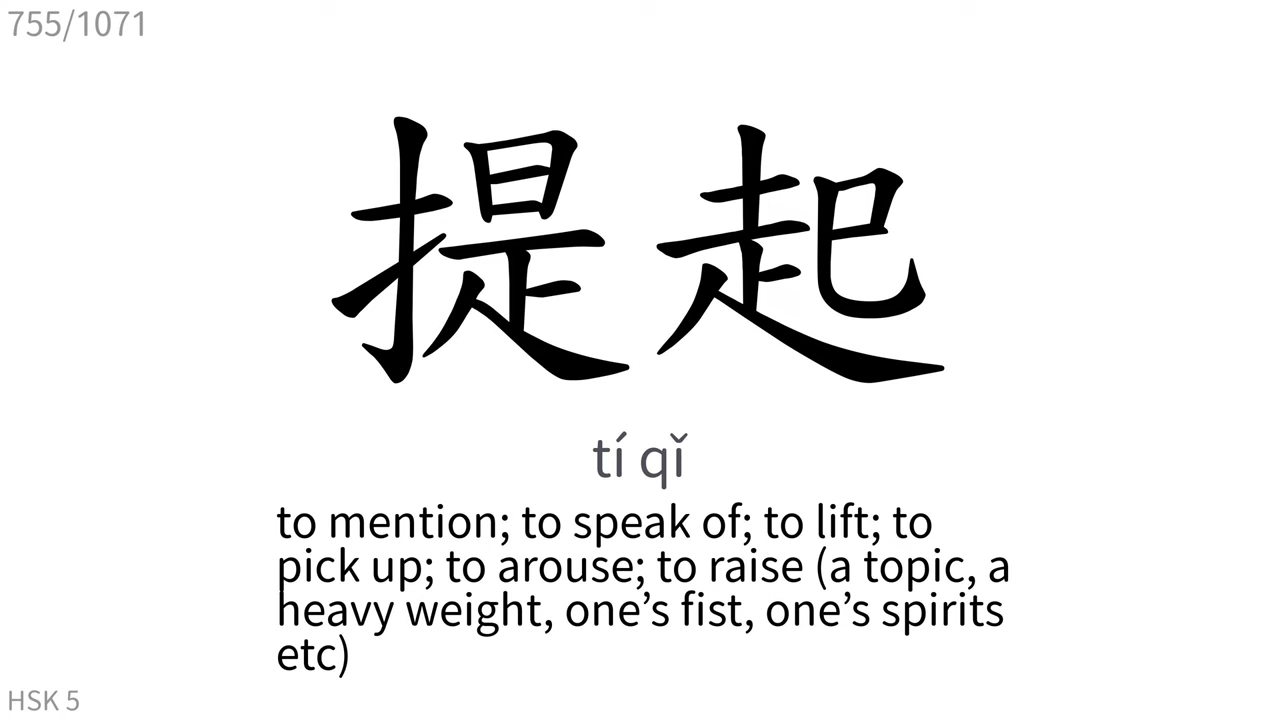 755/1071
提起
tí qǐ
to mention; to speak of; to lift; to
pick up; to arouse; to raise (a topic, a
heavy weight, one’s fist, one’s spirits
etc)
HSK 5